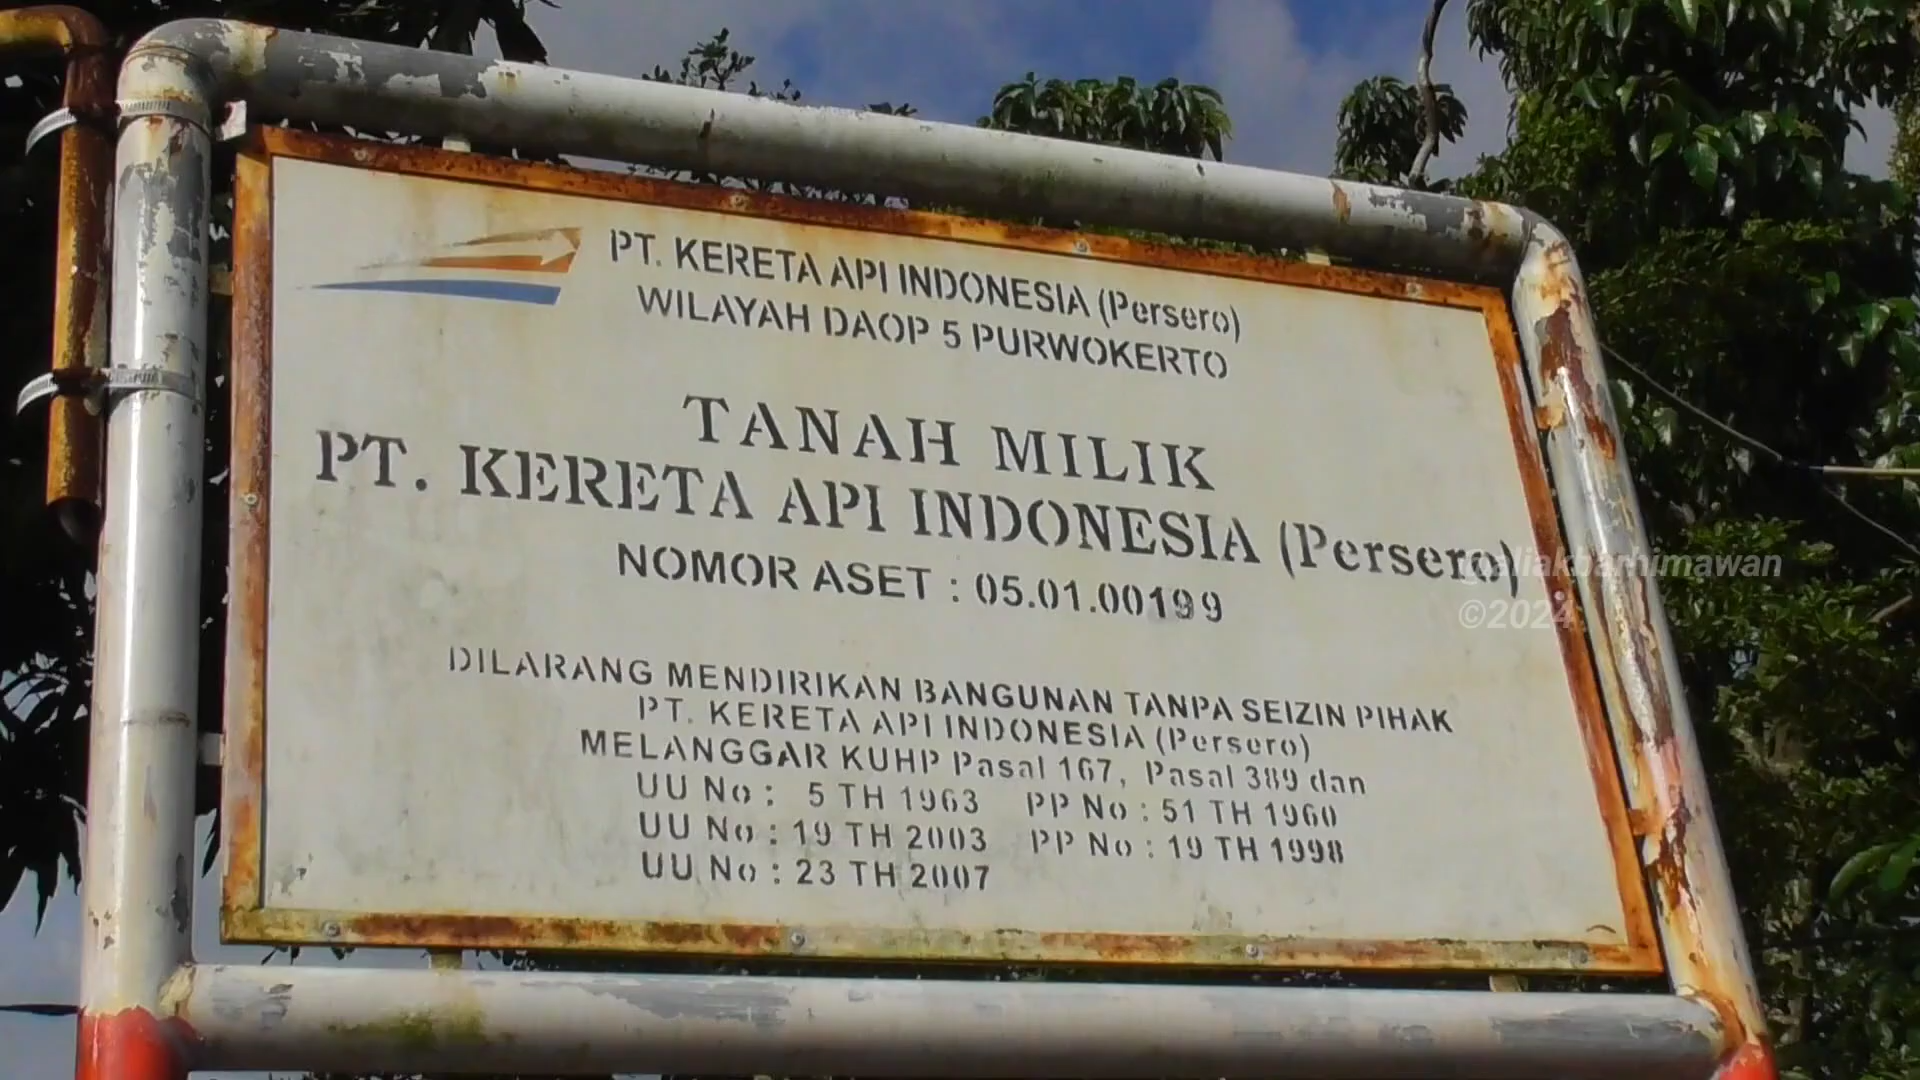 PT. KERETA API INDONESIA (Persero)
WILAYAH DAOP 5 PURWOKERTO
TANAH MILIK
PT. KERETA API INDONESIA (Persero)
NOMOR ASET : 05.01.00199
DILARANG MENDIRIKAN BANGUNAN TANPA SEIZIN PIHAK
PT. KERETA API INDONESIA (Persero)
MELANGGAR KUHP Pasal 167, Pasal 389 dan
UU No : 5 TH 1963 PP No : 51 TH 1960
UU No : 19 TH 2003 PP No : 19 TH 1998
UU No : 23 TH 2007
©2024